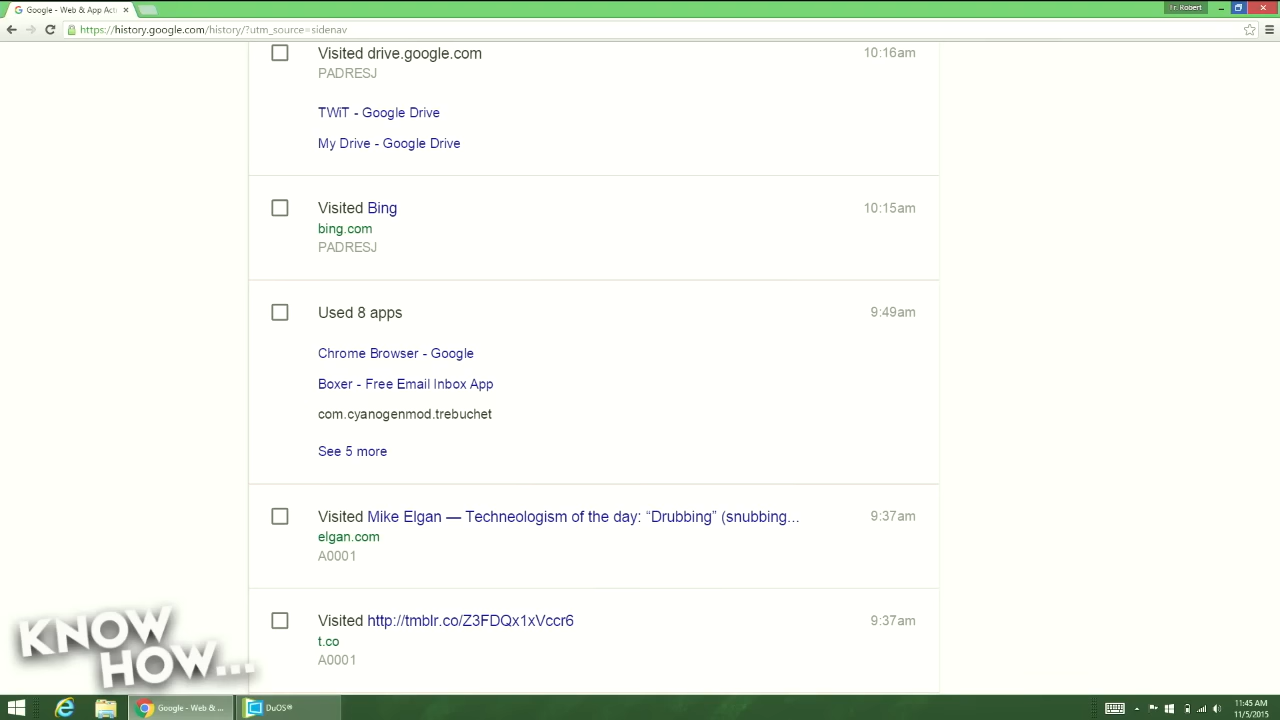 Google - Web & App Acti
Fr. Robert
https://history.google.com/history/?utm_source=sidenav
Visited drive.google.com
10:16am
PADRESJ
TWiT - Google Drive
My Drive - Google Drive
Visited Bing
10:15am
bing.com
PADRESJ
Used 8 apps
9:49am
Chrome Browser - Google
Boxer - Free Email Inbox App
com.cyanogenmod.trebuchet
See 5 more
Visited Mike Elgan — Techneologism of the day: “Drubbing” (snubbing...
9:37am
elgan.com
A0001
Visited http://tmblr.co/Z3FDQx1xVccr6
9:37am
t.co
A0001
KNOW
HOW...
Google - Web & ...
DuOS®
11:45 AM
11/5/2015